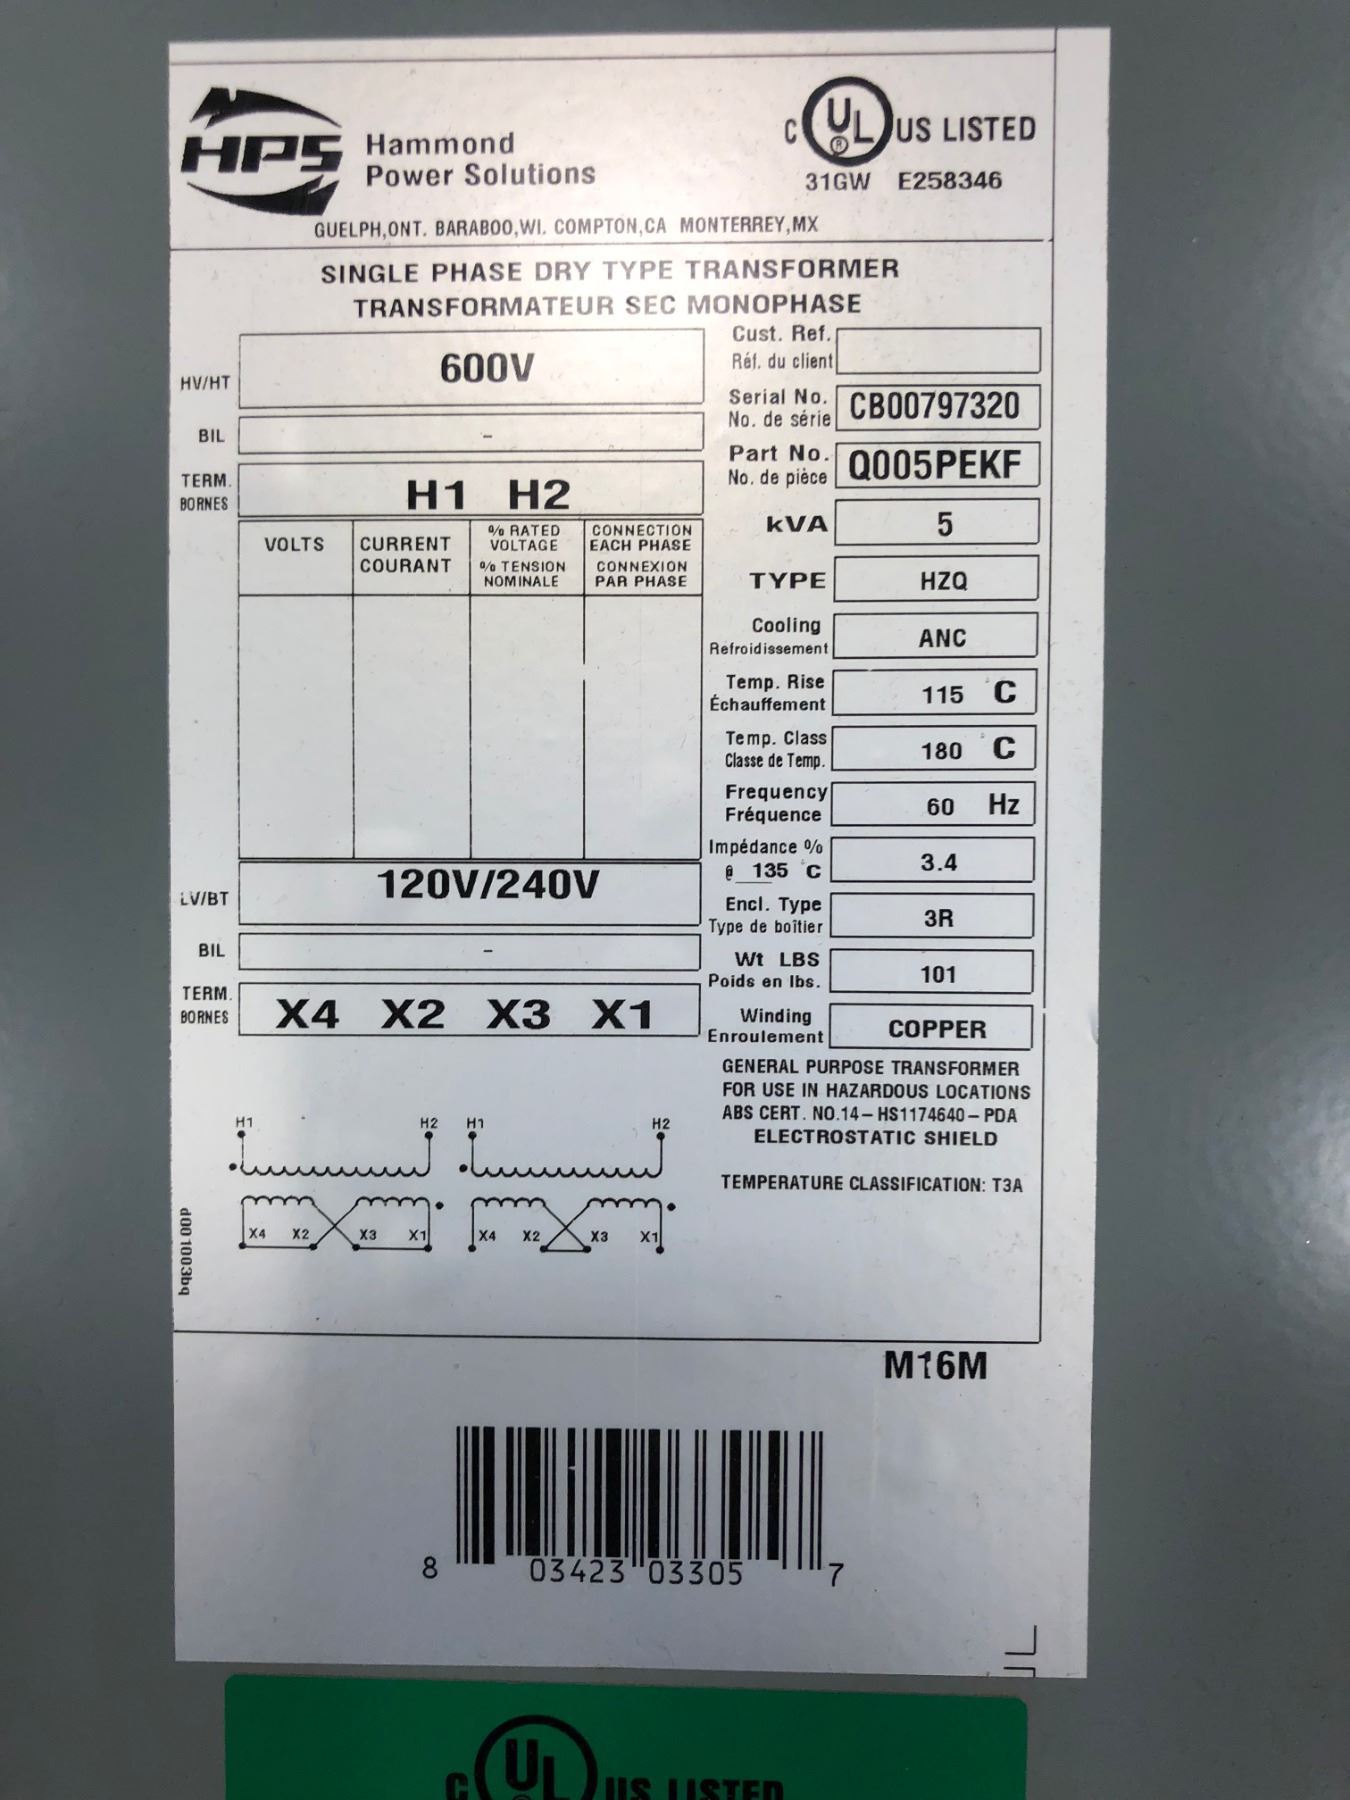 HPS
Hammond
Power Solutions
C UL US LISTED
®
31GW E258346
GUELPH,ONT. BARABOO,WI. COMPTON,CA MONTERREY,MX
SINGLE PHASE DRY TYPE TRANSFORMER
TRANSFORMATEUR SEC MONOPHASE
HV/HT 600V
BIL -
TERM.
BORNES
H1 H2
VOLTS
CURRENT
COURANT
% RATED
VOLTAGE
% TENSION
NOMINALE
CONNECTION
EACH PHASE
CONNEXION
PAR PHASE
LV/BT 120V/240V
BIL -
TERM.
BORNES
X4 X2 X3 X1
Cust. Ref.
Réf. du client
Serial No.
No. de série
CB00797320
Part No.
No. de pièce
Q005PEKF
kVA 5
TYPE HZQ
Cooling
Refroidissement
ANC
Temp. Rise
Échauffement
115 °C
Temp. Class
Classe de Temp.
180 °C
Frequency
Fréquence
60 Hz
Impédance %
@ 135 °C
3.4
Encl. Type
Type de boîtier
3R
Wt LBS
Poids en lbs.
101
Winding
Enroulement
COPPER
GENERAL PURPOSE TRANSFORMER
FOR USE IN HAZARDOUS LOCATIONS
ABS CERT. NO.14-HS1174640-PDA
ELECTROSTATIC SHIELD
TEMPERATURE CLASSIFICATION: T3A
H1 H2 H1 H2
X4 X2 X3 X1 X4 X2 X3 X1
d001003bq
M16M
8 03423 03305 7
C UL US LISTED